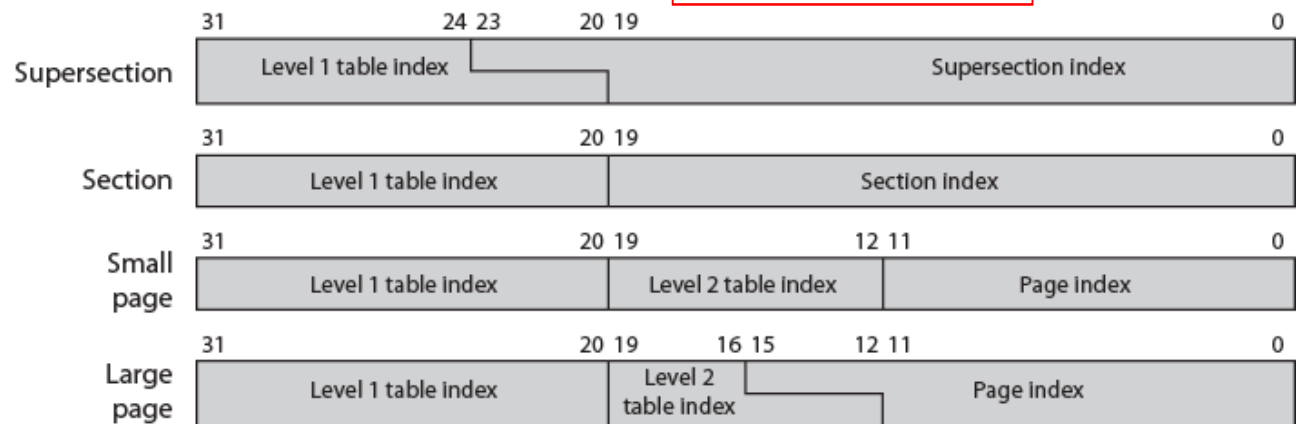 31 24 23 20 19 0
Supersection Level 1 table index Supersection index
31 20 19 0
Section Level 1 table index Section index
31 20 19 12 11 0
Small
page Level 1 table index Level 2 table index Page index
31 20 19 16 15 12 11 0
Large
page Level 1 table index Level 2
table index Page index